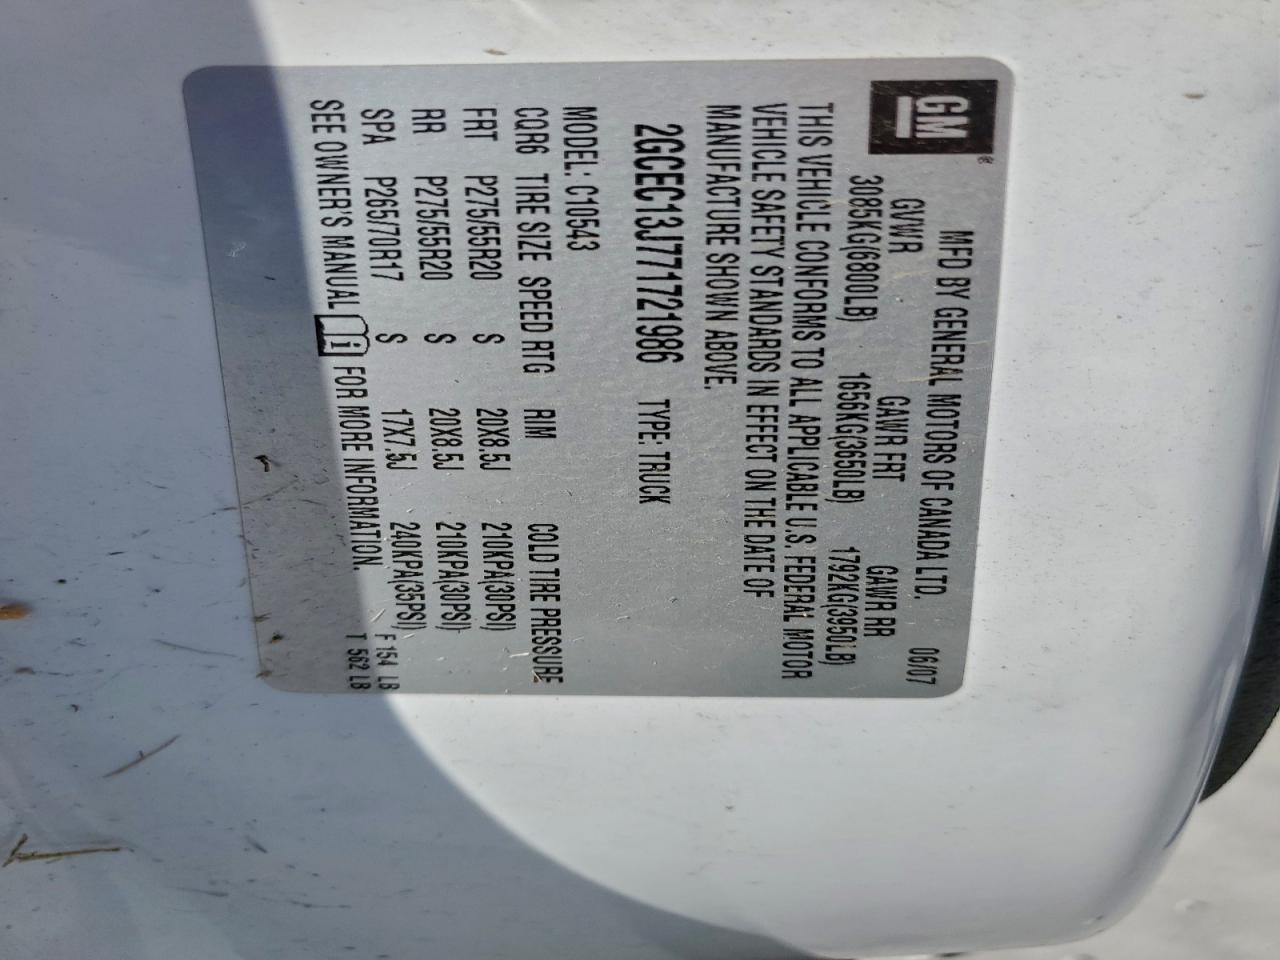 GM®
MFD BY GENERAL MOTORS OF CANADA LTD. 06/07
GVWR GAWR FRT GAWR RR
3085KG(6800LB) 1656KG(3650LB) 1792KG(3950LB)
THIS VEHICLE CONFORMS TO ALL APPLICABLE U.S. FEDERAL MOTOR
VEHICLE SAFETY STANDARDS IN EFFECT ON THE DATE OF
MANUFACTURE SHOWN ABOVE.
2GCEC13J771721986 TYPE: TRUCK
MODEL: C10543
CQR6 TIRE SIZE SPEED RTG RIM COLD TIRE PRESSURE
FRT P275/55R20 S 20X8.5J 210KPA(30PSI)
RR P275/55R20 S 20X8.5J 210KPA(30PSI)
SPA P265/70R17 S 17X7.5J 240KPA(35PSI) F 154 LB
SEE OWNER'S MANUAL i FOR MORE INFORMATION. T 562 LB